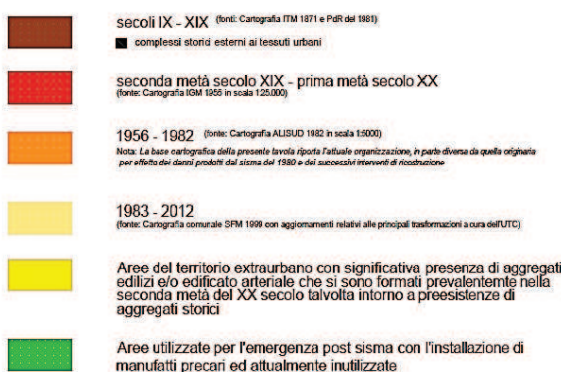 secoli IX - XIX (fonti: Cartografia ITM 1871 e PdR del 1981)
complessi storici esterni ai tessuti urbani
seconda metà secolo XIX - prima metà secolo XX
(fonte: Cartografia IGM 1956 in scala 1:25.000)
1956 - 1982 (fonte: Cartografia ALISUD 1982 in scala 1:5000)
Nota: La base cartografica della presente tavola riporta l'attuale organizzazione, in parte diversa da quella originaria
per effetto dei danni prodotti dal sisma del 1980 e dei successivi interventi di ricostruzione
1983 - 2012
(fonte: Cartografia comunale SFM 1999 con aggiornamenti relativi alle principali trasformazioni a cura dell'UTC)
Aree del territorio extraurbano con significativa presenza di aggregati
edilizi e/o edificato arteriale che si sono formati prevalentemte nella
seconda metà del XX secolo talvolta intorno a preesistenze di
aggregati storici
Aree utilizzate per l'emergenza post sisma con l'installazione di
manufatti precari ed attualmente inutilizzate